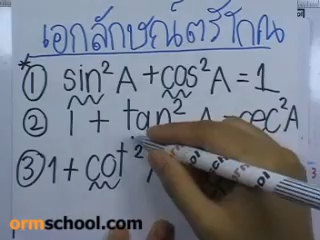 เอกลักษณ์ตรีโกณ
* ① sin²A + cos²A = 1
② 1 + tan² A = sec²A
③ 1 + cot²
ormschool.com